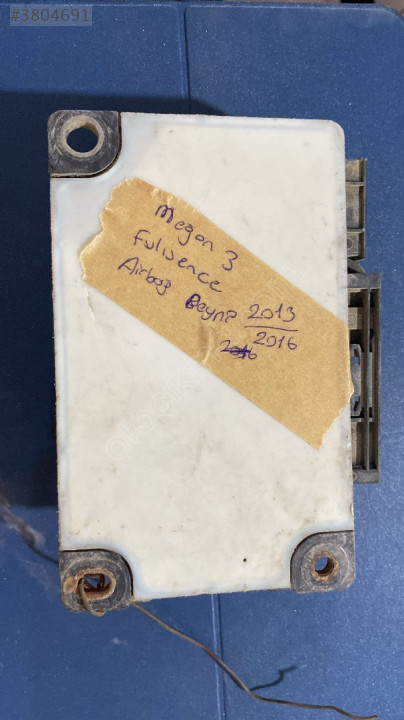 #3804691
Megan 3
Fuluence
Airbag Beyni 2013
2016